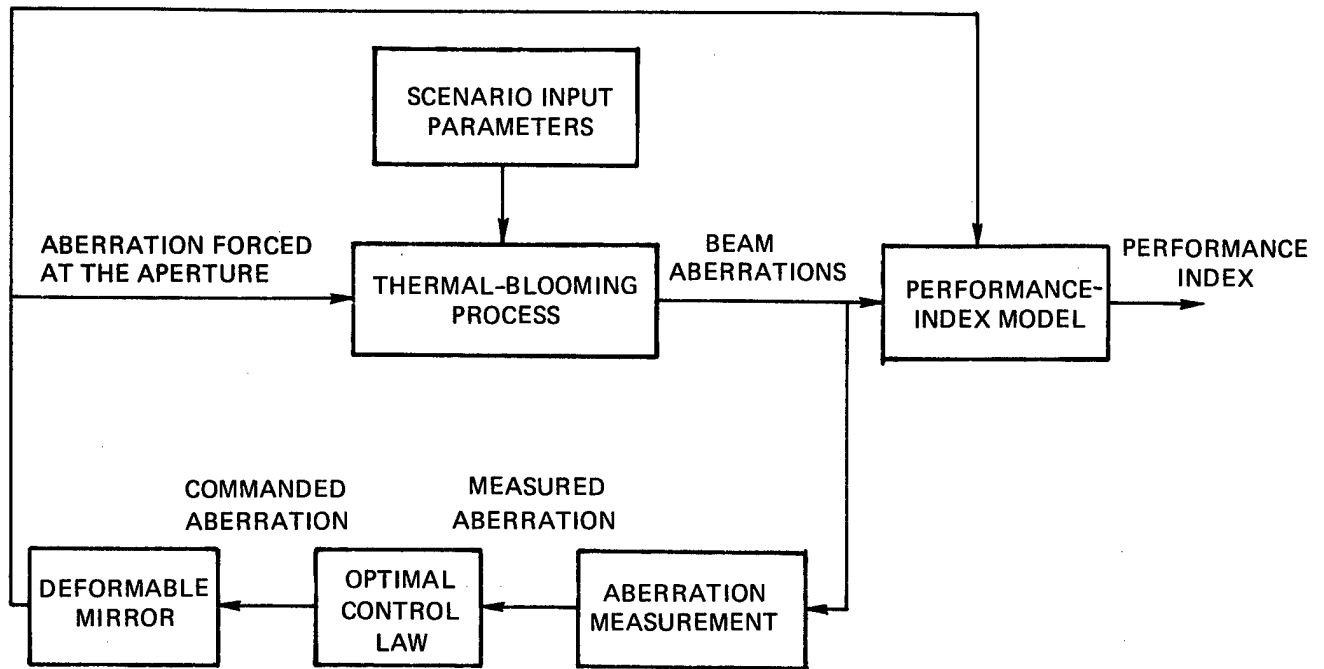 SCENARIO INPUT
PARAMETERS
ABERRATION FORCED
AT THE APERTURE
THERMAL-BLOOMING
PROCESS
BEAM
ABERRATIONS
PERFORMANCE-
INDEX MODEL
PERFORMANCE
INDEX
COMMANDED
ABERRATION
MEASURED
ABERRATION
DEFORMABLE
MIRROR
OPTIMAL
CONTROL
LAW
ABERRATION
MEASUREMENT